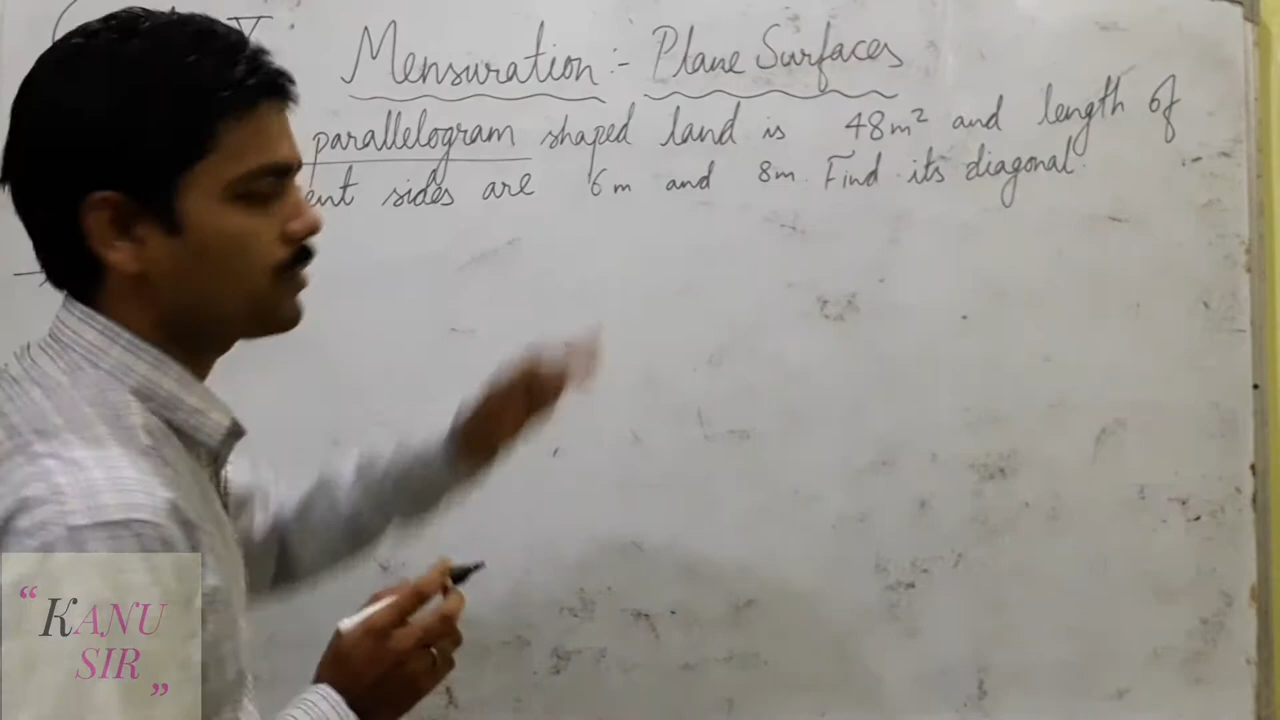 Mensuration :- Plane Surfaces
parallelogram shaped land is 48m² and length of
ent sides are 6m and 8m. Find its diagonal.
“KANU
SIR”